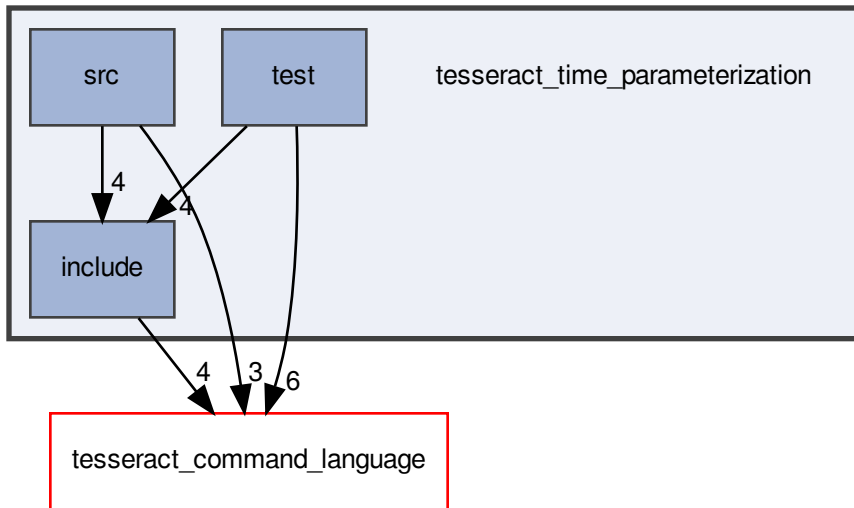 src
test
tesseract_time_parameterization
4
4
include
4
3
6
tesseract_command_language